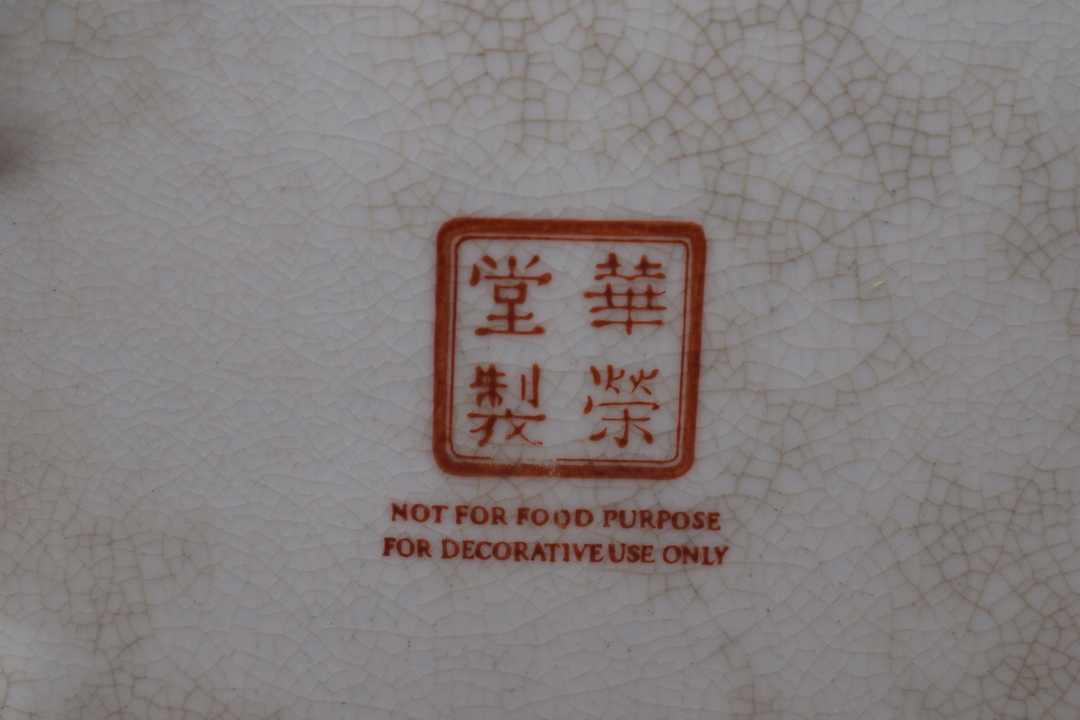 華榮
堂製
NOT FOR FOOD PURPOSE
FOR DECORATIVE USE ONLY